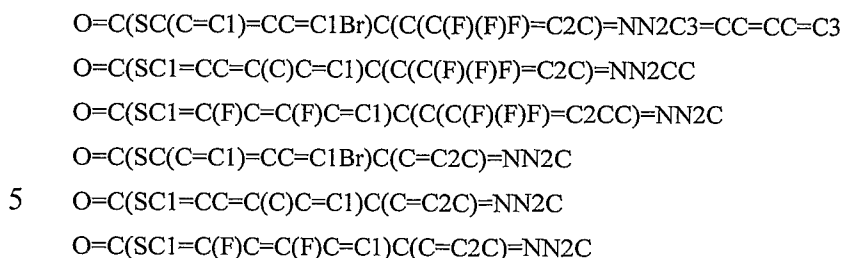 O=C(SC(C=C1)=CC=C1Br)C(C(C(F)(F)F)=C2C)=NN2C3=CC=CC=C3
O=C(SC1=CC=C(C)C=C1)C(C(C(F)(F)F)=C2C)=NN2CC
O=C(SC1=C(F)C=C(F)C=C1)C(C(C(F)(F)F)=C2CC)=NN2C
O=C(SC(C=C1)=CC=C1Br)C(C=C2C)=NN2C
5 O=C(SC1=CC=C(C)C=C1)C(C=C2C)=NN2C
O=C(SC1=C(F)C=C(F)C=C1)C(C=C2C)=NN2C